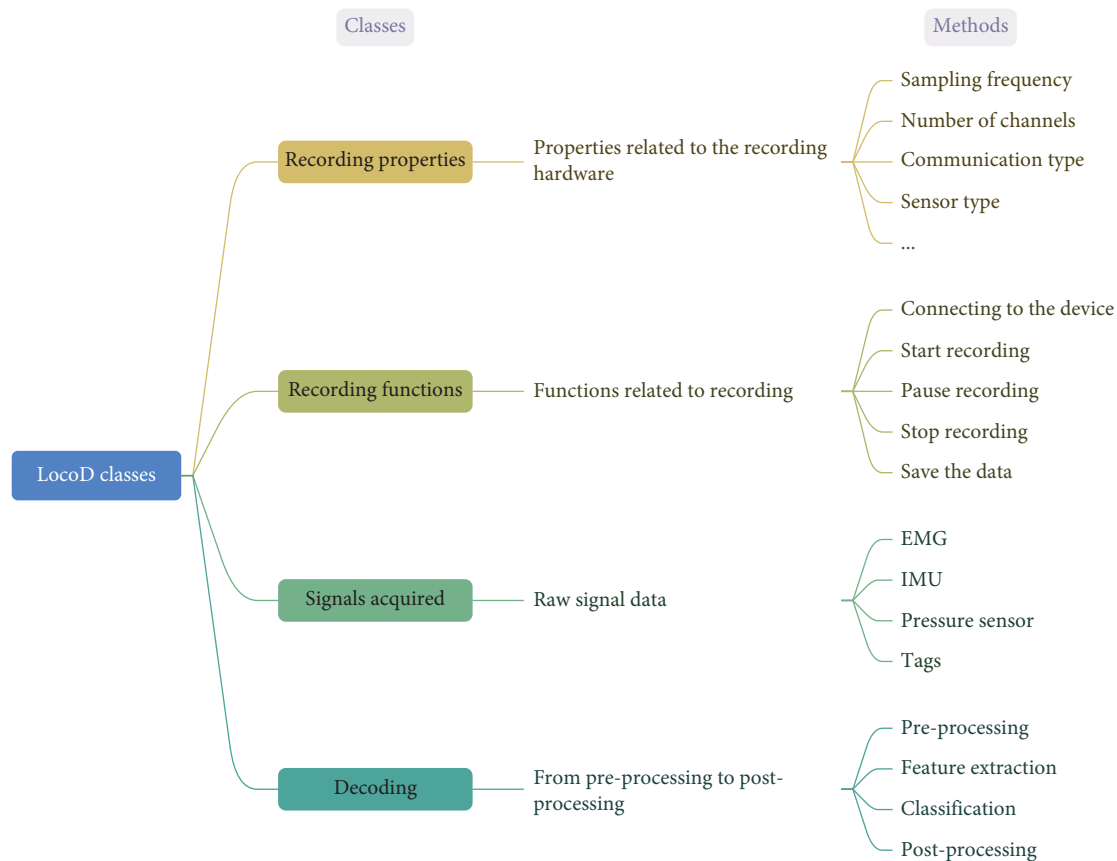 Classes
Methods
LocoD classes
Recording properties
Properties related to the recording
hardware
Sampling frequency
Number of channels
Communication type
Sensor type
...
Recording functions
Functions related to recording
Connecting to the device
Start recording
Pause recording
Stop recording
Save the data
Signals acquired
Raw signal data
EMG
IMU
Pressure sensor
Tags
Decoding
From pre-processing to post-
processing
Pre-processing
Feature extraction
Classification
Post-processing